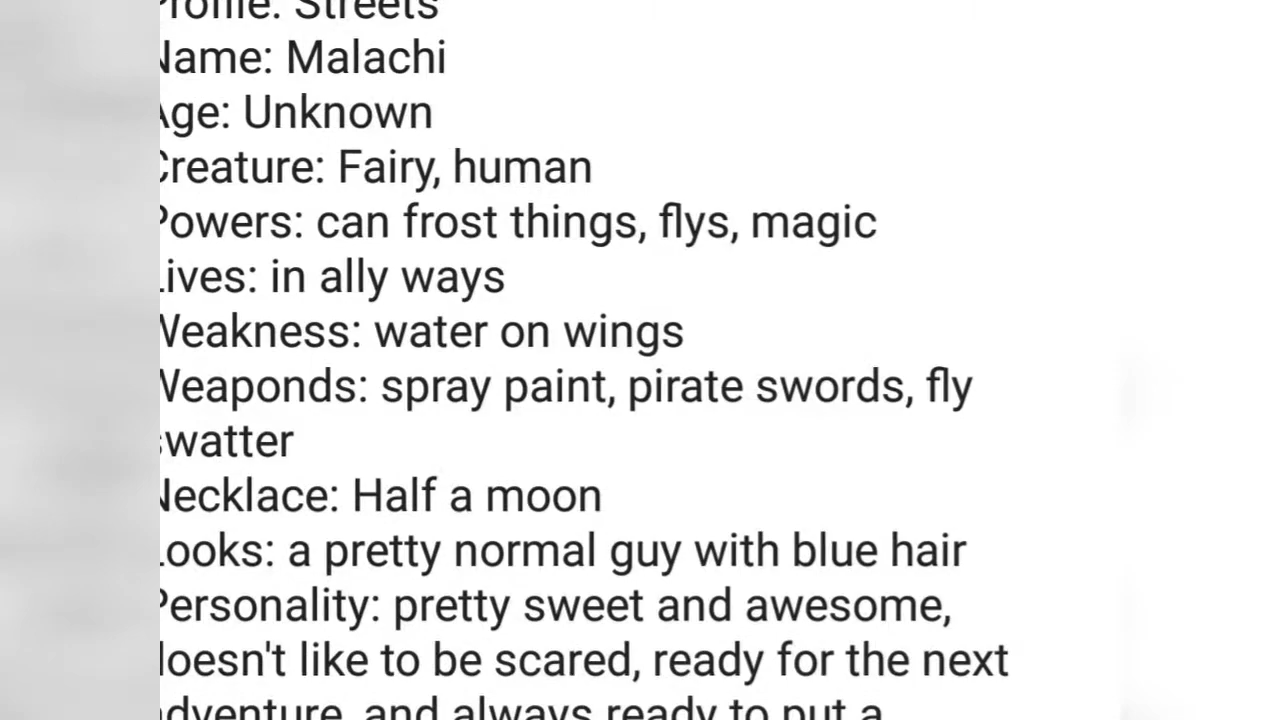 Profile: Streets
Name: Malachi
Age: Unknown
Creature: Fairy, human
Powers: can frost things, flys, magic
Lives: in ally ways
Weakness: water on wings
Weaponds: spray paint, pirate swords, fly
swatter
Necklace: Half a moon
Looks: a pretty normal guy with blue hair
Personality: pretty sweet and awesome,
doesn't like to be scared, ready for the next
adventure, and always ready to put a